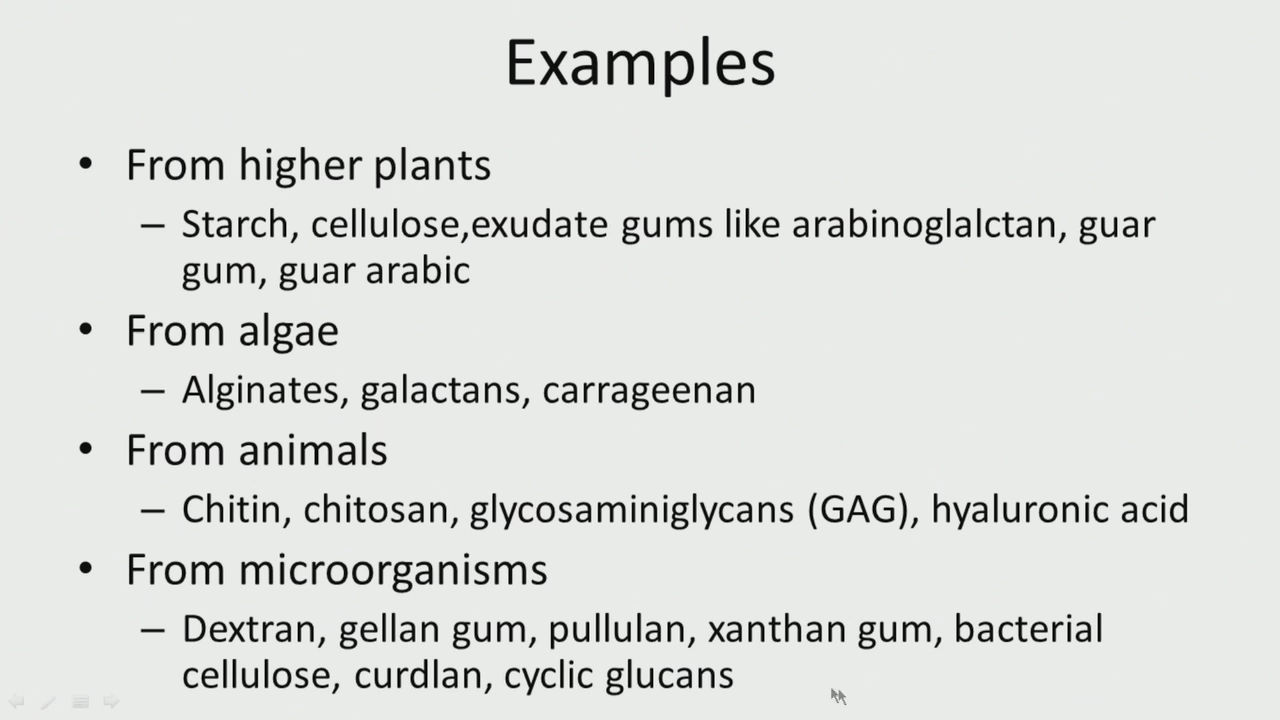 Examples
• From higher plants
– Starch, cellulose,exudate gums like arabinoglalctan, guar
gum, guar arabic
• From algae
– Alginates, galactans, carrageenan
• From animals
– Chitin, chitosan, glycosaminiglycans (GAG), hyaluronic acid
• From microorganisms
– Dextran, gellan gum, pullulan, xanthan gum, bacterial
cellulose, curdlan, cyclic glucans